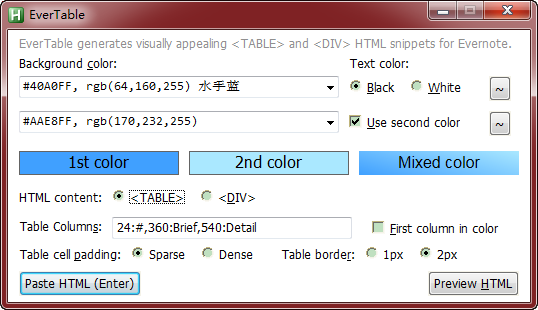 EverTable
EverTable generates visually appealing <TABLE> and <DIV> HTML snippets for Evernote.
Background color: Text color:
#40A0FF, rgb(64,160,255) 水手蓝 Black White ~
#AAE8FF, rgb(170,232,255) Use second color ~
1st color 2nd color Mixed color
HTML content: <TABLE> <DIV>
Table Columns: 24:#,360:Brief,540:Detail First column in color
Table cell padding: Sparse Dense Table border: 1px 2px
Paste HTML (Enter) Preview HTML